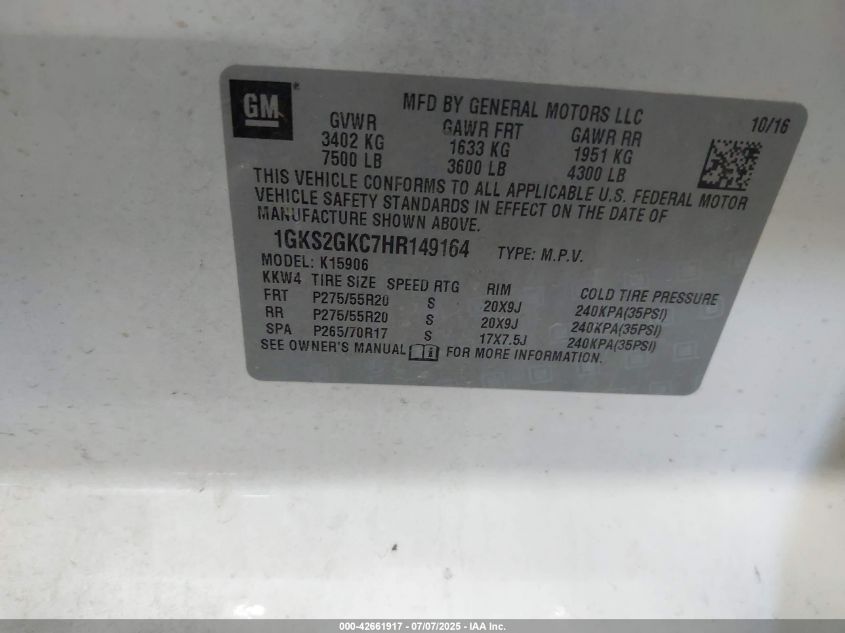 GM
MFD BY GENERAL MOTORS LLC
10/16
GVWR GAWR FRT GAWR RR
3402 KG 1633 KG 1951 KG
7500 LB 3600 LB 4300 LB
THIS VEHICLE CONFORMS TO ALL APPLICABLE U.S. FEDERAL MOTOR
VEHICLE SAFETY STANDARDS IN EFFECT ON THE DATE OF
MANUFACTURE SHOWN ABOVE.
1GKS2GKC7HR149164 TYPE: M.P.V.
MODEL: K15906
KKW4 TIRE SIZE SPEED RTG RIM COLD TIRE PRESSURE
FRT P275/55R20 S 20X9J 240KPA(35PSI)
RR P275/55R20 S 20X9J 240KPA(35PSI)
SPA P265/70R17 S 17X7.5J 240KPA(35PSI)
SEE OWNER'S MANUAL FOR MORE INFORMATION.
000-42661917 - 07/07/2025 - IAA Inc.